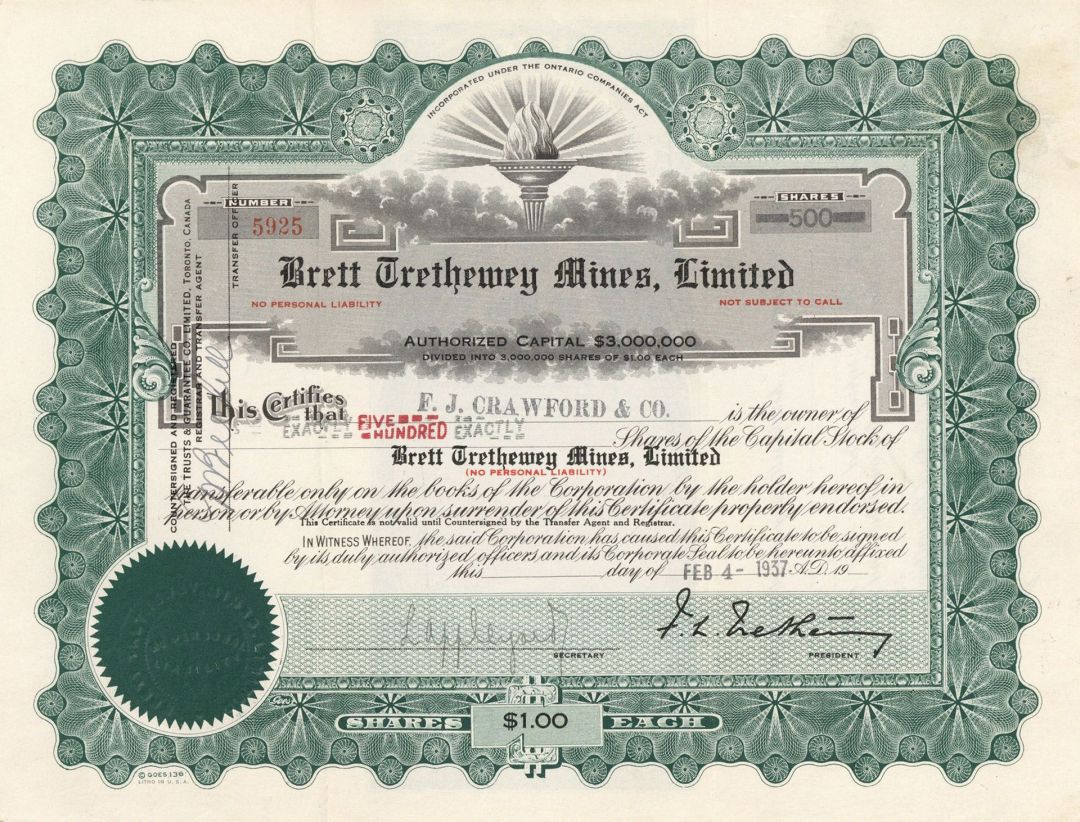 INCORPORATED UNDER THE ONTARIO COMPANIES ACT
NUMBER
5925
SHARES
500
Brett Trethewey Mines, Limited
NO PERSONAL LIABILITY
NOT SUBJECT TO CALL
AUTHORIZED CAPITAL $3,000,000
DIVIDED INTO 3,000,000 SHARES OF $1.00 EACH
This Certifies that F. J. CRAWFORD & CO. is the owner of
EXACTLY FIVE HUNDRED EXACTLY Shares of the Capital Stock of
Brett Trethewey Mines, Limited
(NO PERSONAL LIABILITY)
transferable only on the books of the Corporation by the holder hereof in
person or by Attorney upon surrender of this Certificate properly endorsed.
This Certificate is not valid until Countersigned by the Transfer Agent and Registrar.
IN WITNESS WHEREOF, the said Corporation has caused this Certificate to be signed
by its duly authorized officers and its Corporate Seal to be hereunto affixed
this day of FEB 4 - 1937 A.D. 19
COUNTERSIGNED AND REGISTERED
THE TRUSTS & GUARANTEE CO. LIMITED, TORONTO, CANADA
REGISTRAR AND TRANSFER AGENT
TRANSFER OFFICER
L Appleyard
SECRETARY
F. L. Trethewey
PRESIDENT
SHARES $1.00 EACH
Goes
© GOES 136
LITHO IN U.S.A.